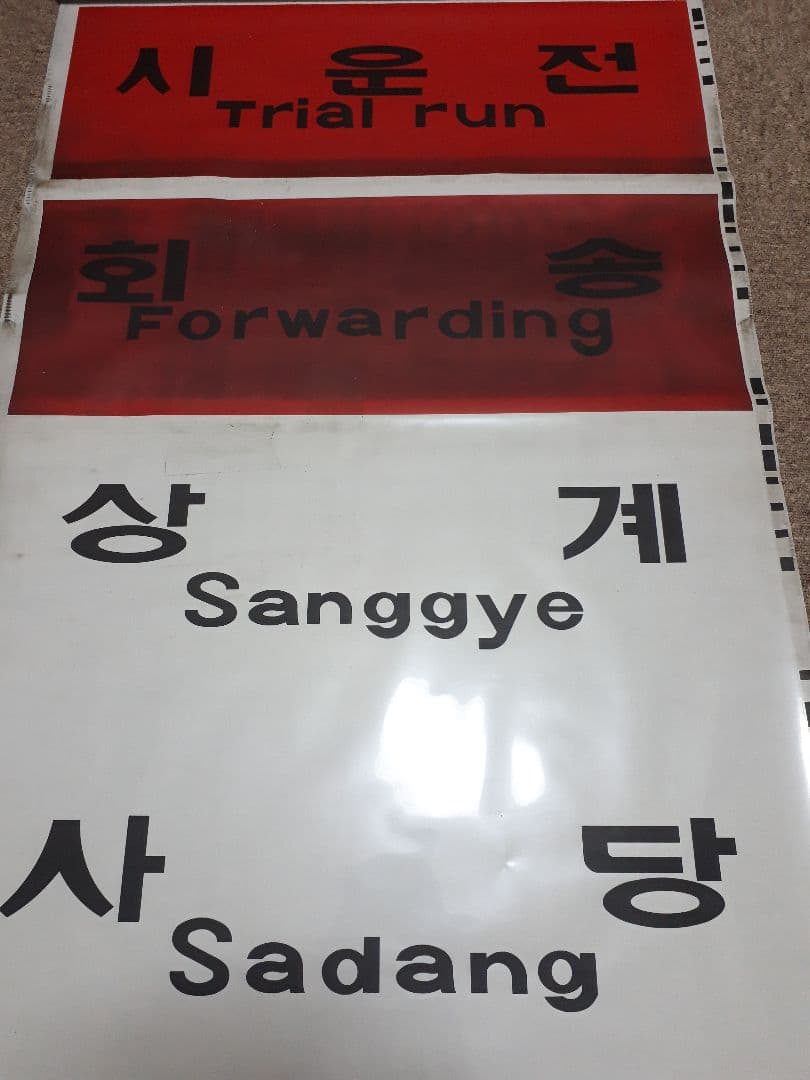 시 운 전
Trial run
회 송
Forwarding
상 계
Sanggye
사 당
Sadang